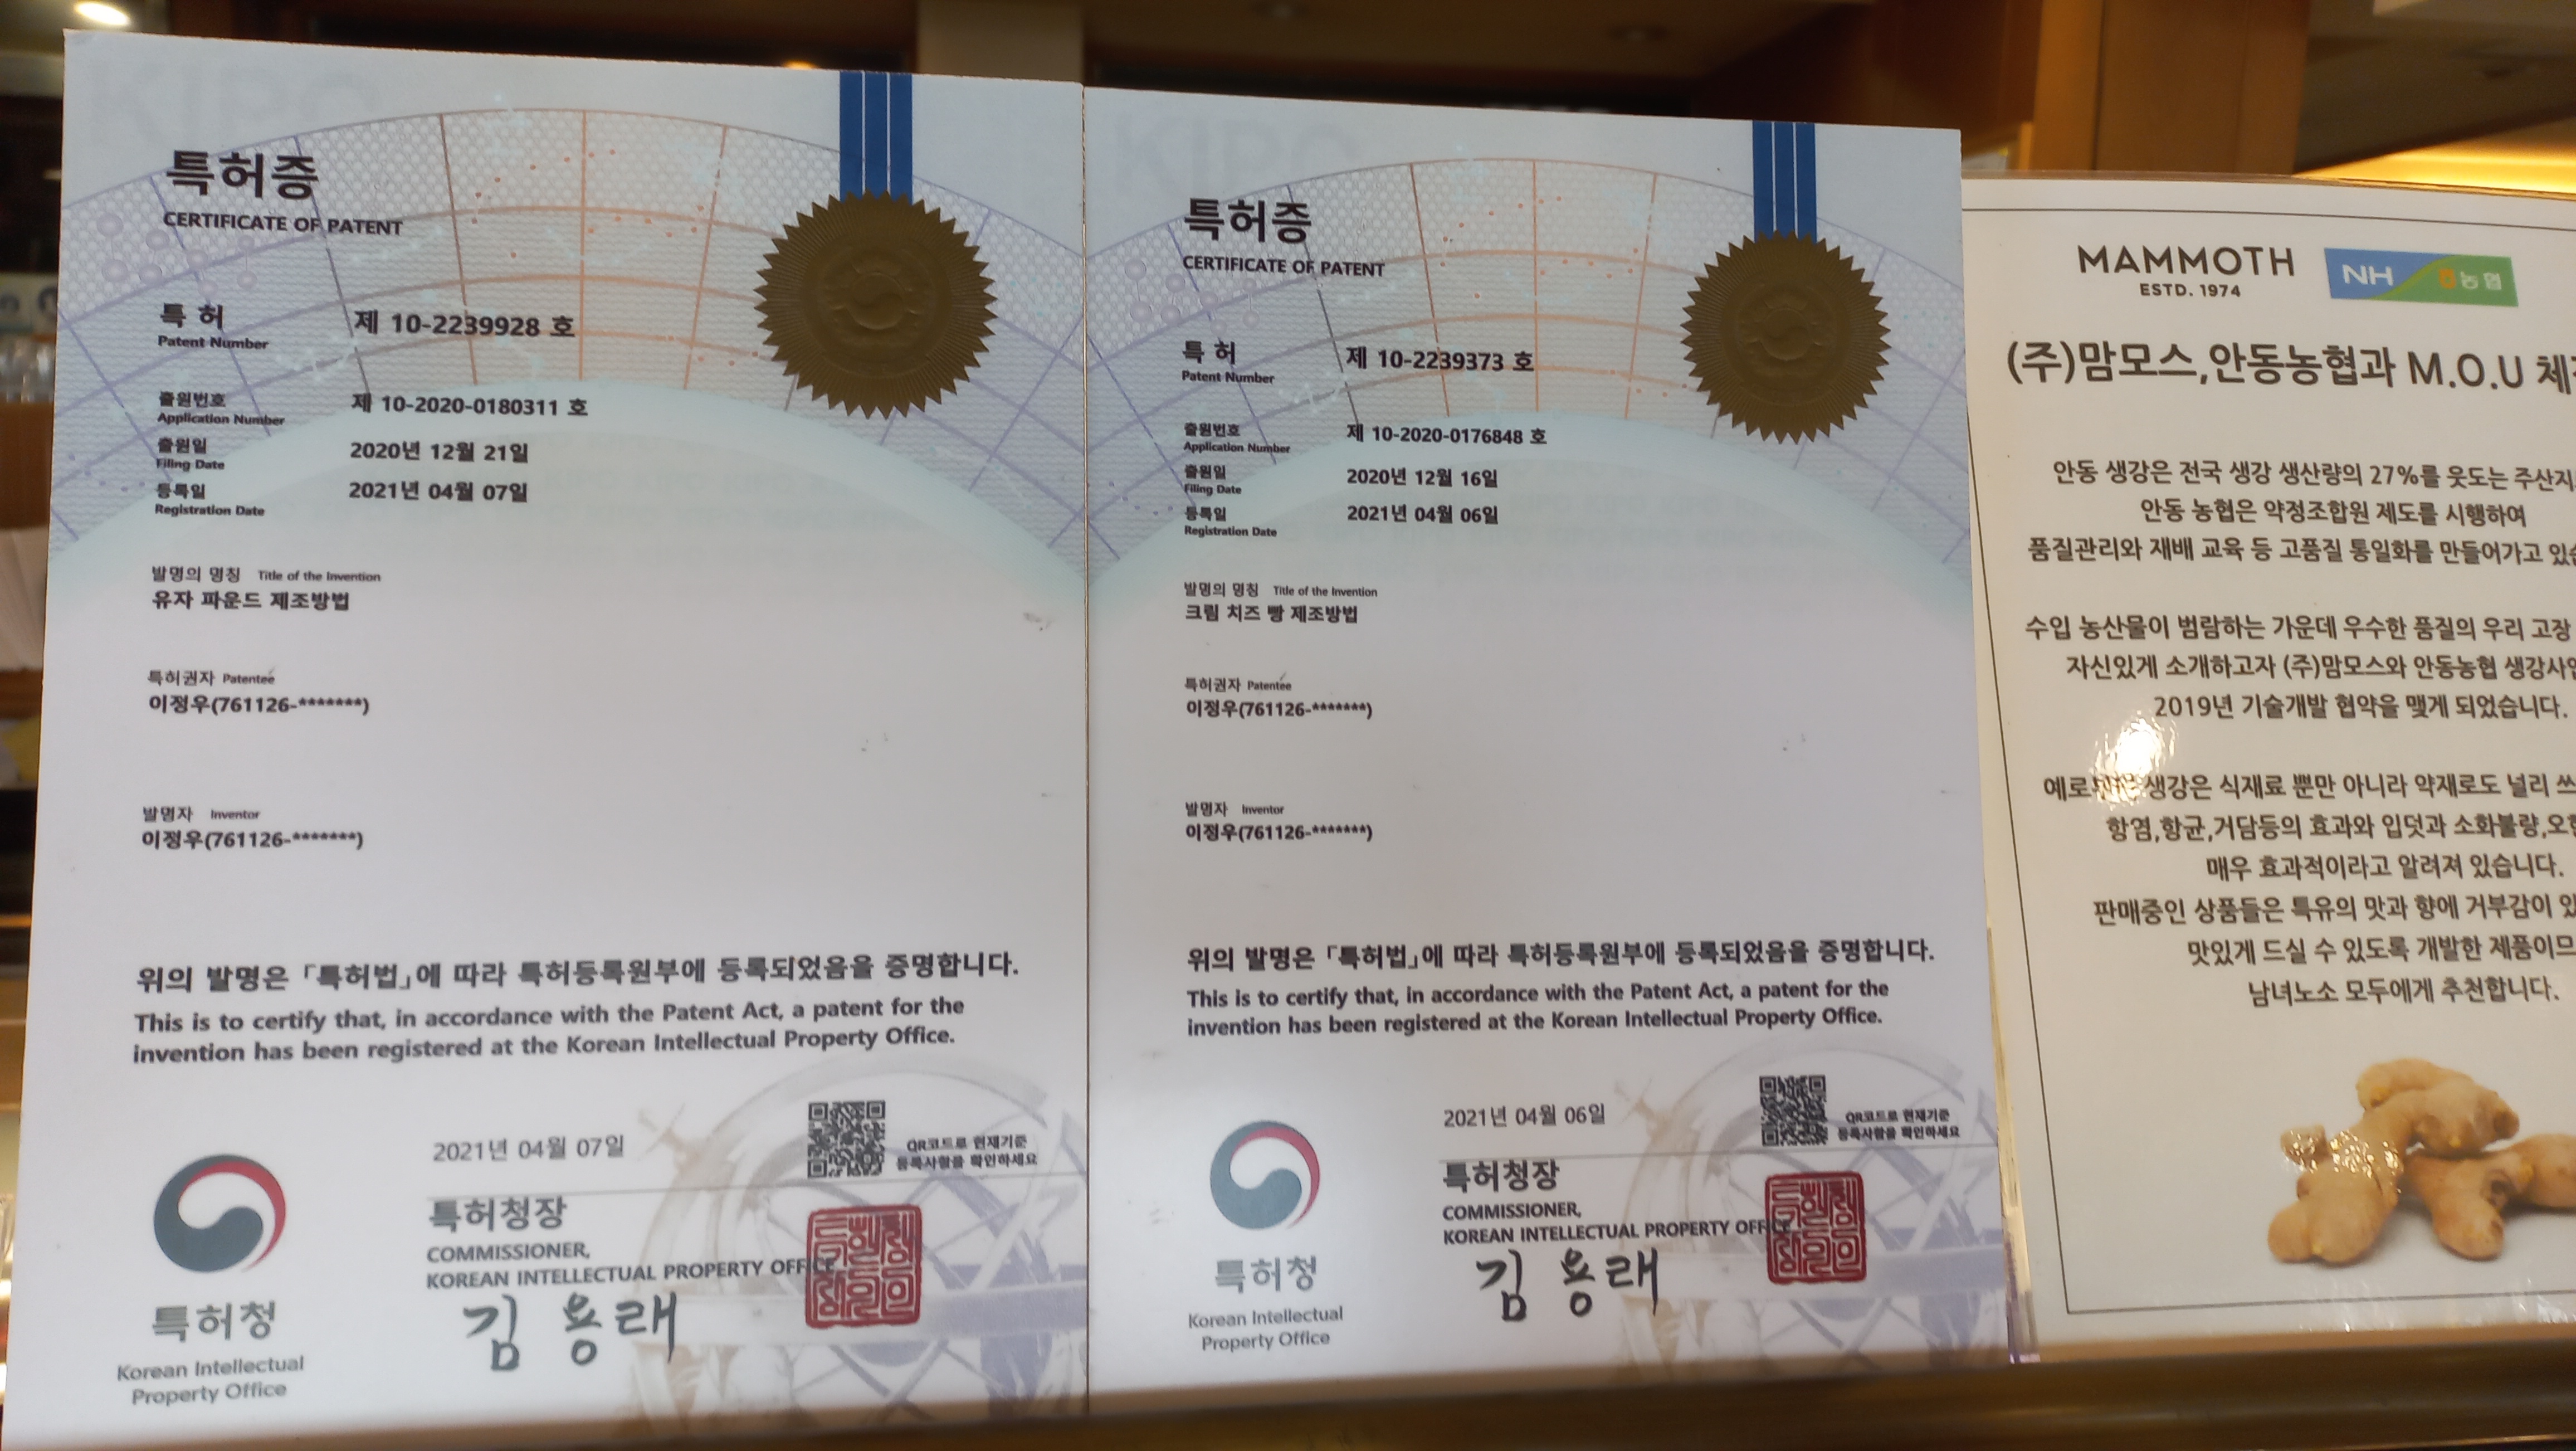 특허증
CERTIFICATE OF PATENT
특 허
Patent Number
제 10-2239928 호
출원번호
Application Number
제 10-2020-0180311 호
출원일
Filing Date
2020년 12월 21일
등록일
Registration Date
2021년 04월 07일
발명의 명칭 Title of the Invention
유자 파운드 제조방법
특허권자 Patentee
이정우(761126-*******)
발명자 Inventor
이정우(761126-*******)
위의 발명은 「특허법」에 따라 특허등록원부에 등록되었음을 증명합니다.
This is to certify that, in accordance with the Patent Act, a patent for the
invention has been registered at the Korean Intellectual Property Office.
2021년 04월 07일
QR코드로 현재기준
등록사항을 확인하세요
특허청장
COMMISSIONER,
KOREAN INTELLECTUAL PROPERTY OFFICE
김용래
특허청
Korean Intellectual
Property Office
특허증
CERTIFICATE OF PATENT
특 허
Patent Number
제 10-2239373 호
출원번호
Application Number
제 10-2020-0176848 호
출원일
Filing Date
2020년 12월 16일
등록일
Registration Date
2021년 04월 06일
발명의 명칭 Title of the Invention
크림 치즈 빵 제조방법
특허권자 Patentee
이정우(761126-*******)
발명자 Inventor
이정우(761126-*******)
위의 발명은 「특허법」에 따라 특허등록원부에 등록되었음을 증명합니다.
This is to certify that, in accordance with the Patent Act, a patent for the
invention has been registered at the Korean Intellectual Property Office.
2021년 04월 06일
QR코드로 현재기준
등록사항을 확인하세요
특허청장
COMMISSIONER,
KOREAN INTELLECTUAL PROPERTY OFFICE
김용래
특허청
Korean Intellectual
Property Office
MAMMOTH
ESTD. 1974
NH 농협
(주)맘모스,안동농협과 M.O.U
안동 생강은 전국 생강 생산량의 27%를 웃도는
안동 농협은 약정조합원 제도를 시행하여
품질관리와 재배 교육 등 고품질 통일화를 만들어가고
수입 농산물이 범람하는 가운데 우수한 품질의 우리 고장
자신있게 소개하고자 (주)맘모스와 안동농협
2019년 기술개발 협약을 맺게 되었습니다.
생강은 식재료 뿐만 아니라 약재로도 널리
항염,항균,거담등의 효과와 입덧과 소화불량,
매우 효과적이라고 알려져 있습니다.
판매중인 상품들은 특유의 맛과 향에 거부감이
맛있게 드실 수 있도록 개발한
남녀노소 모두에게 추천합니다.